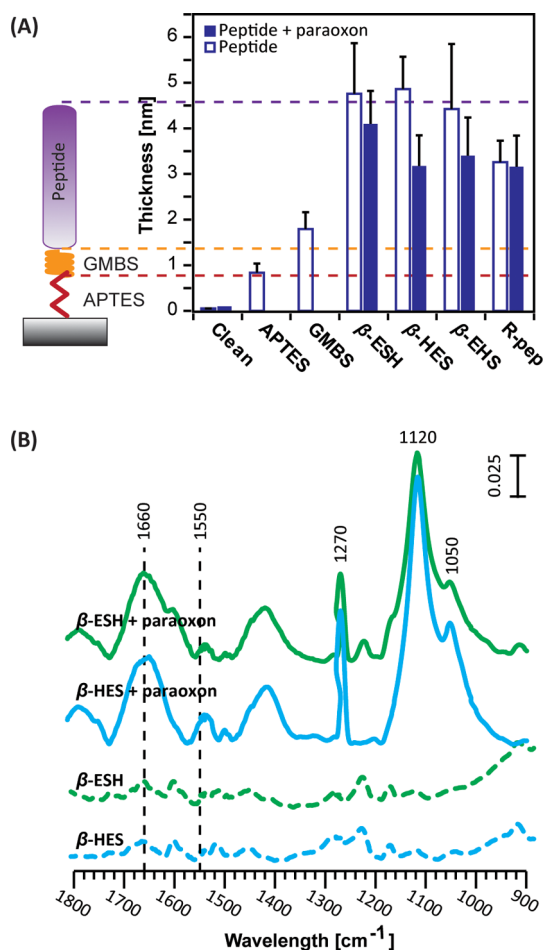 (A)
Peptide + paraoxon
Peptide
Thickness [nm]
6
5
4
3
2
1
0
Peptide
GMBS
APTES
Clean
APTES
GMBS
β-ESH
β-HES
β-EHS
R-pep
(B)
1120
0.025
1660
1550
1270
1050
β-ESH + paraoxon
β-HES + paraoxon
β-ESH
β-HES
1800
1700
1600
1500
1400
1300
1200
1100
1000
900
Wavelength [cm⁻¹]